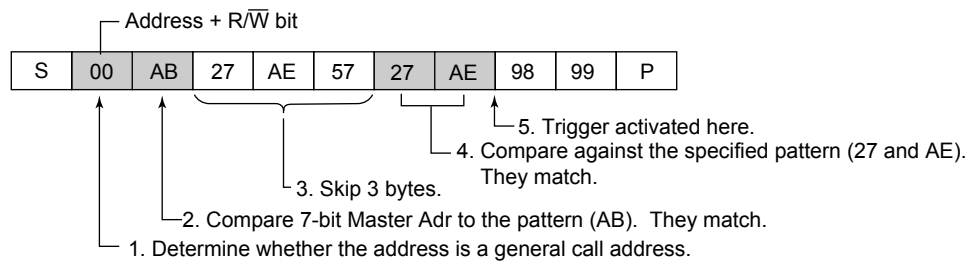 Address + R/W̅ bit
S 00 AB 27 AE 57 27 AE 98 99 P
5. Trigger activated here.
4. Compare against the specified pattern (27 and AE).
They match.
3. Skip 3 bytes.
2. Compare 7-bit Master Adr to the pattern (AB). They match.
1. Determine whether the address is a general call address.